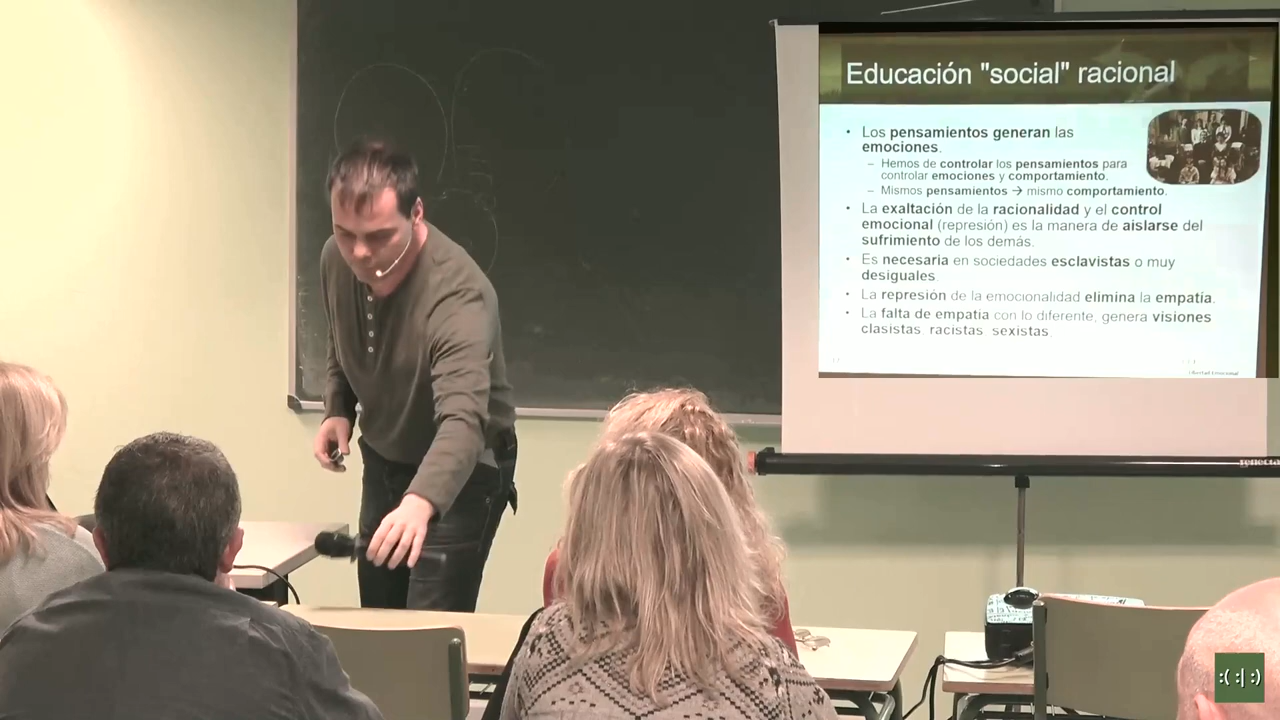 Educación "social" racional
• Los pensamientos generan las
emociones.
– Hemos de controlar los pensamientos para
controlar emociones y comportamiento.
– Mismos pensamientos → mismo comportamiento.
• La exaltación de la racionalidad y el control
emocional (represión) es la manera de aislarse del
sufrimiento de los demás.
• Es necesaria en sociedades esclavistas o muy
desiguales
• La represión de la emocionalidad elimina la empatía.
• La falta de empatia con lo diferente, genera visiones
clasistas racistas sexistas.
Libertad Emocional
:( :| :)